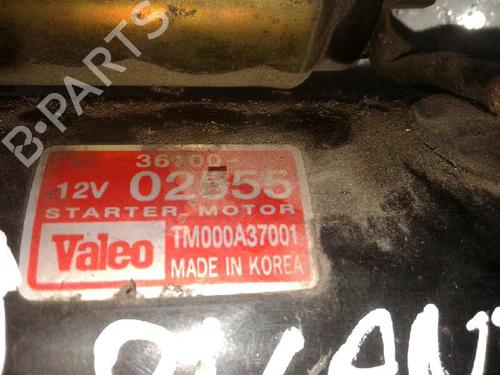 B-PARTS
36100-
12V 02555
STARTER MOTOR
Valeo TM000A37001
MADE IN KOREA